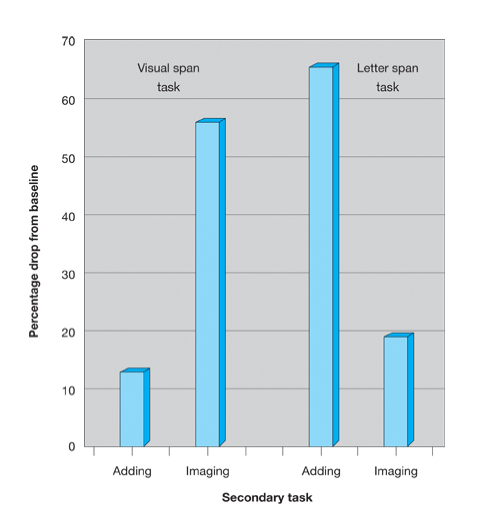 70
60
50
40
30
20
10
0
Percentage drop from baseline
Visual span
task
Letter span
task
Adding
Imaging
Adding
Imaging
Secondary task